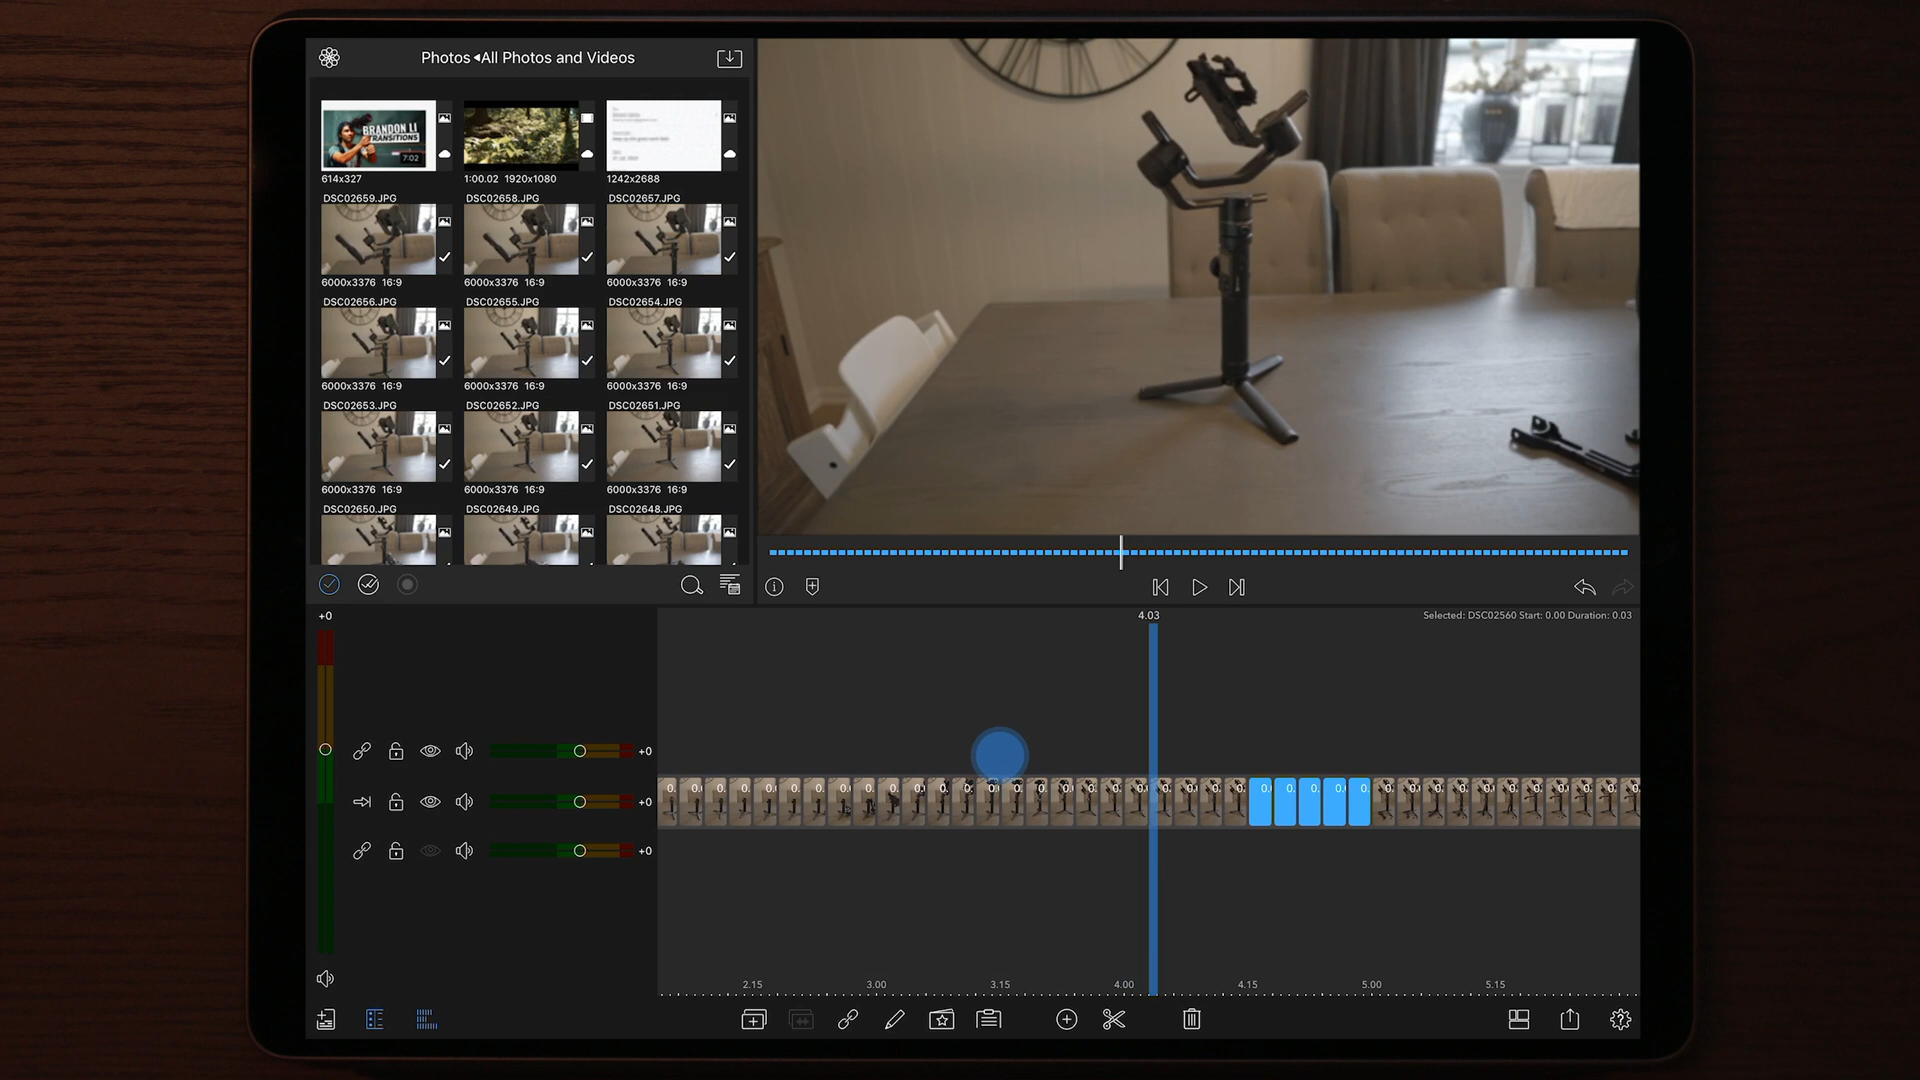 Photos ◂All Photos and Videos
BRANDON LI
TRANSITIONS
7:02
614x327
1:00.02 1920x1080
1242x2688
DSC02659.JPG
DSC02658.JPG
DSC02657.JPG
6000x3376 16:9
6000x3376 16:9
6000x3376 16:9
DSC02656.JPG
DSC02655.JPG
DSC02654.JPG
6000x3376 16:9
6000x3376 16:9
6000x3376 16:9
DSC02653.JPG
DSC02652.JPG
DSC02651.JPG
6000x3376 16:9
6000x3376 16:9
6000x3376 16:9
DSC02650.JPG
DSC02649.JPG
DSC02648.JPG
+0
4.03
Selected: DSC02560 Start: 0.00 Duration: 0.03
+0
+0
+0
2.15 3.00 3.15 4.00 4.15 5.00 5.15